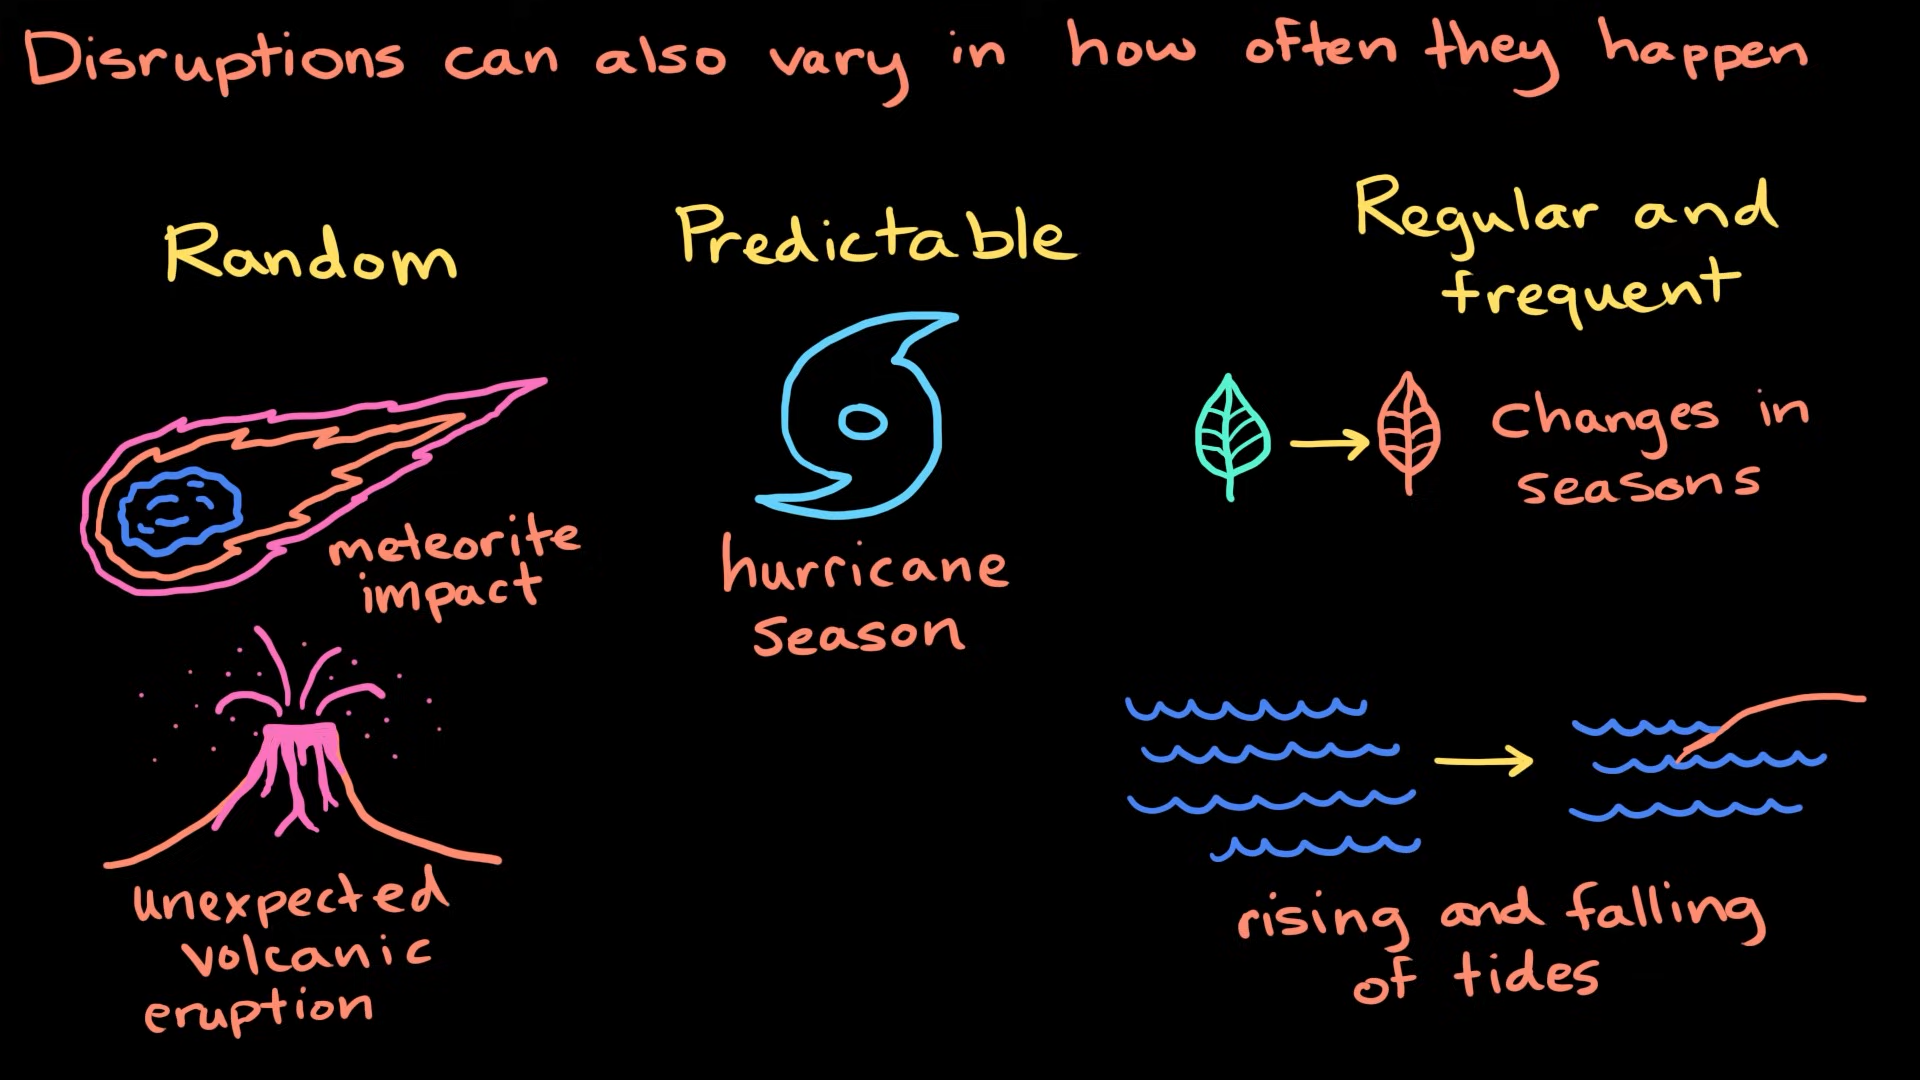 Disruptions can also vary in how often they happen
Random
meteorite
impact
unexpected
volcanic
eruption
Predictable
hurricane
season
Regular and
frequent
changes in
seasons
rising and falling
of tides